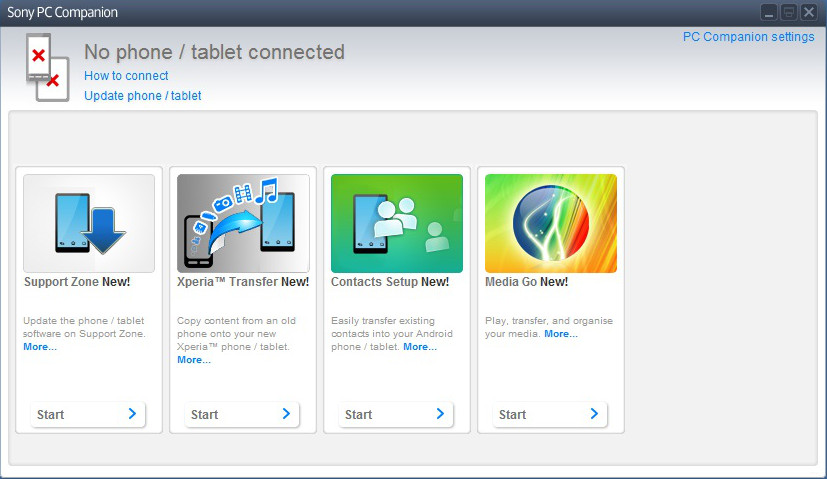 Sony PC Companion
PC Companion settings
No phone / tablet connected
How to connect
Update phone / tablet
Support Zone New!
Update the phone / tablet
software on Support Zone.
More...
Start
Xperia™ Transfer New!
Copy content from an old
phone onto your new
Xperia™ phone / tablet.
More...
Start
Contacts Setup New!
Easily transfer existing
contacts into your Android
phone / tablet. More...
Start
Media Go New!
Play, transfer, and organise
your media. More...
Start